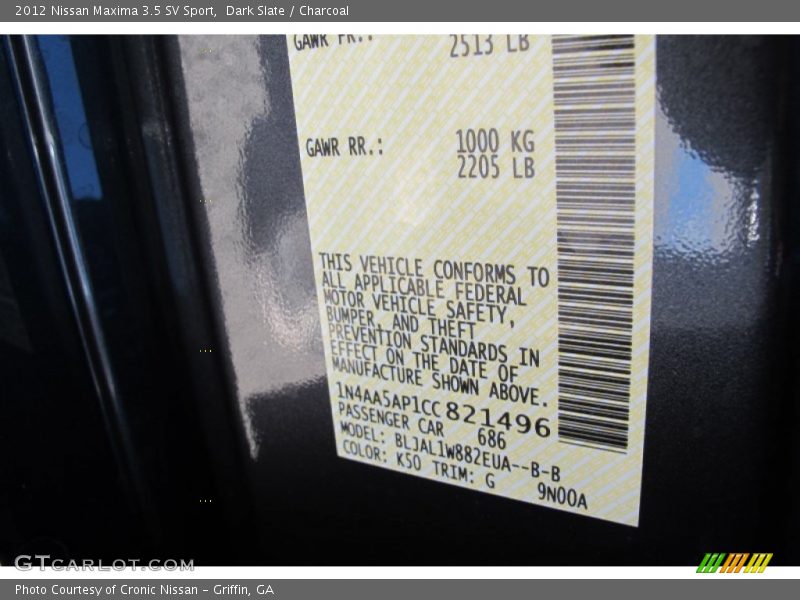 2012 Nissan Maxima 3.5 SV Sport, Dark Slate / Charcoal
GAWR FR.: 2513 LB
GAWR RR.: 1000 KG
2205 LB
THIS VEHICLE CONFORMS TO
ALL APPLICABLE FEDERAL
MOTOR VEHICLE SAFETY,
BUMPER, AND THEFT
PREVENTION STANDARDS IN
EFFECT ON THE DATE OF
MANUFACTURE SHOWN ABOVE.
1N4AA5AP1CC821496
PASSENGER CAR 686
MODEL: BLJAL1W882EUA--B-B
COLOR: K50 TRIM: G 9N00A
GTCARLOT.COM
Photo Courtesy of Cronic Nissan - Griffin, GA